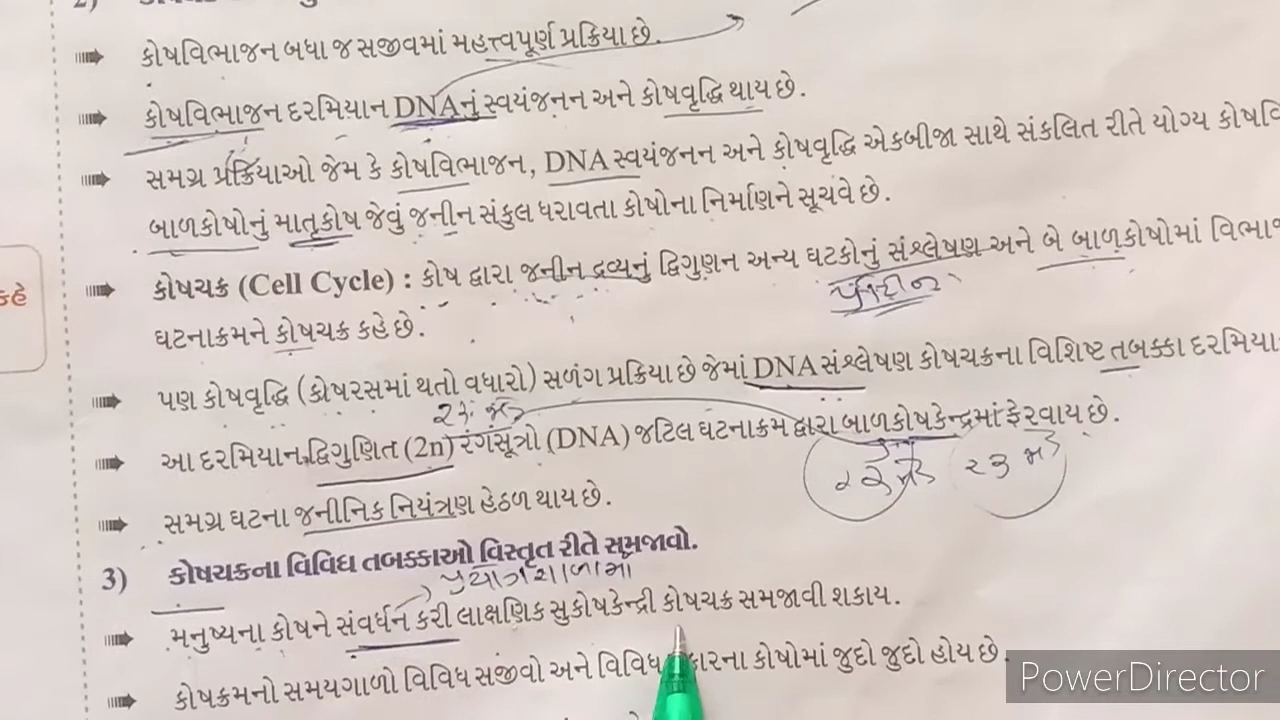 ➠ કોષવિભાજન બધા જ સજીવમાં મહત્ત્વપૂર્ણ પ્રક્રિયા છે.
➠ કોષવિભાજન દરમિયાન DNAનું સ્વયંજનન અને કોષવૃદ્ધિ થાય છે.
➠ સમગ્ર પ્રક્રિયાઓ જેમ કે કોષવિભાજન, DNA સ્વયંજનન અને કોષવૃદ્ધિ એકબીજા સાથે સંકલિત રીતે યોગ્ય કોષવિ
બાળકોષોનું માતૃકોષ જેવું જનીન સંકુલ ધરાવતા કોષોના નિર્માણને સૂચવે છે.
➠ કોષચક્ર (Cell Cycle) : કોષ દ્વારા જનીન દ્રવ્યનું દ્વિગુણન અન્ય ઘટકોનું સંશ્લેષણ અને બે બાળકોષોમાં વિભાજ
કહે
પ્રોટીન
ઘટનાક્રમને કોષચક્ર કહે છે.
➠ પણ કોષવૃદ્ધિ (કોષરસમાં થતો વધારો) સળંગ પ્રક્રિયા છે જેમાં DNA સંશ્લેષણ કોષચક્રના વિશિષ્ટ તબક્કા દરમિયા
➠ આ દરમિયાન દ્વિગુણિત (2n) રંગસૂત્રો (DNA) જટિલ ઘટનાક્રમ દ્વારા બાળકોષકેન્દ્રમાં ફેરવાય છે.
➠ સમગ્ર ઘટના જનીનિક નિયંત્રણ હેઠળ થાય છે.
3) કોષચક્રના વિવિધ તબક્કાઓ વિસ્તૃત રીતે સમજાવો.
પ્રયોગશાળામાં
➠ મનુષ્યના કોષને સંવર્ધન કરી લાક્ષણિક સુકોષકેન્દ્રી કોષચક્ર સમજાવી શકાય.
➠ કોષક્રમનો સમયગાળો વિવિધ સજીવો અને વિવિધ કારના કોષોમાં જુદો જુદો હોય છે.
PowerDirector